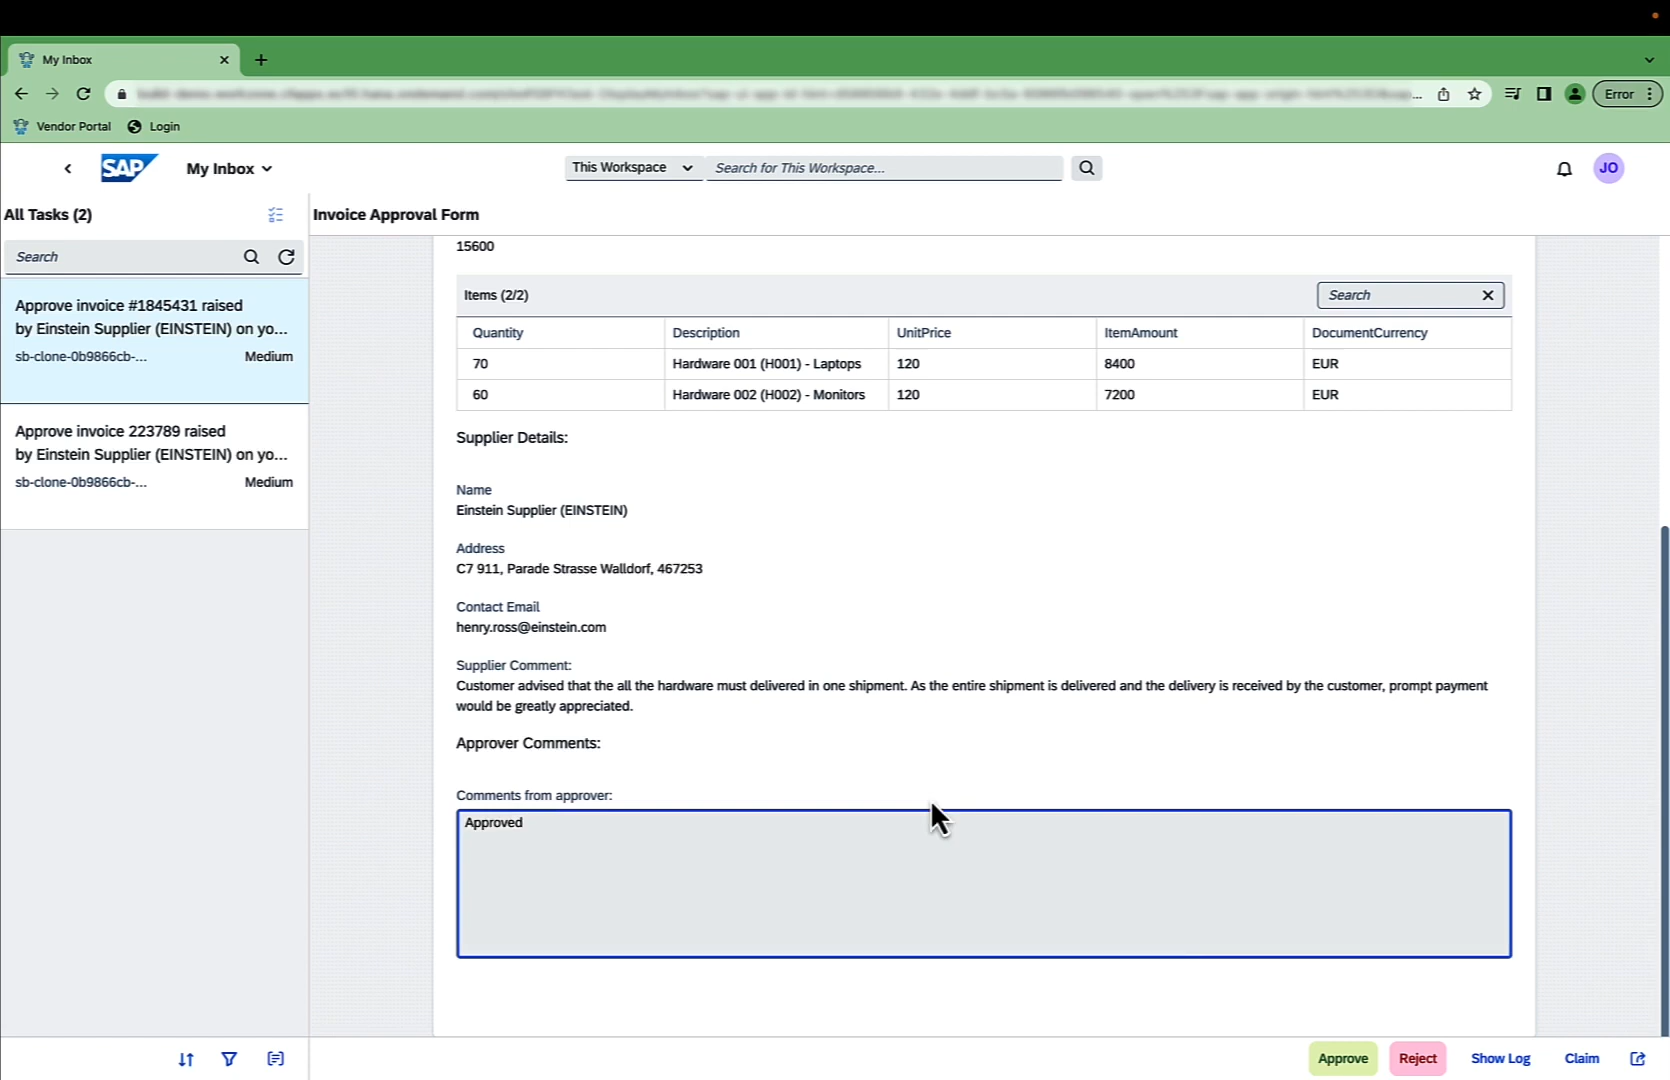 My Inbox
Error
Vendor Portal
Login
SAP
My Inbox
This Workspace
Search for This Workspace...
JO
All Tasks (2)
Invoice Approval Form
Search
Approve invoice #1845431 raised
by Einstein Supplier (EINSTEIN) on yo...
sb-clone-0b9866cb-... Medium
Approve invoice 223789 raised
by Einstein Supplier (EINSTEIN) on yo...
sb-clone-0b9866cb-... Medium
15600
Items (2/2)
Search
Quantity Description UnitPrice ItemAmount DocumentCurrency
70 Hardware 001 (H001) - Laptops 120 8400 EUR
60 Hardware 002 (H002) - Monitors 120 7200 EUR
Supplier Details:
Name
Einstein Supplier (EINSTEIN)
Address
C7 911, Parade Strasse Walldorf, 467253
Contact Email
henry.ross@einstein.com
Supplier Comment:
Customer advised that the all the hardware must delivered in one shipment. As the entire shipment is delivered and the delivery is received by the customer, prompt payment
would be greatly appreciated.
Approver Comments:
Comments from approver:
Approved
Approve Reject Show Log Claim